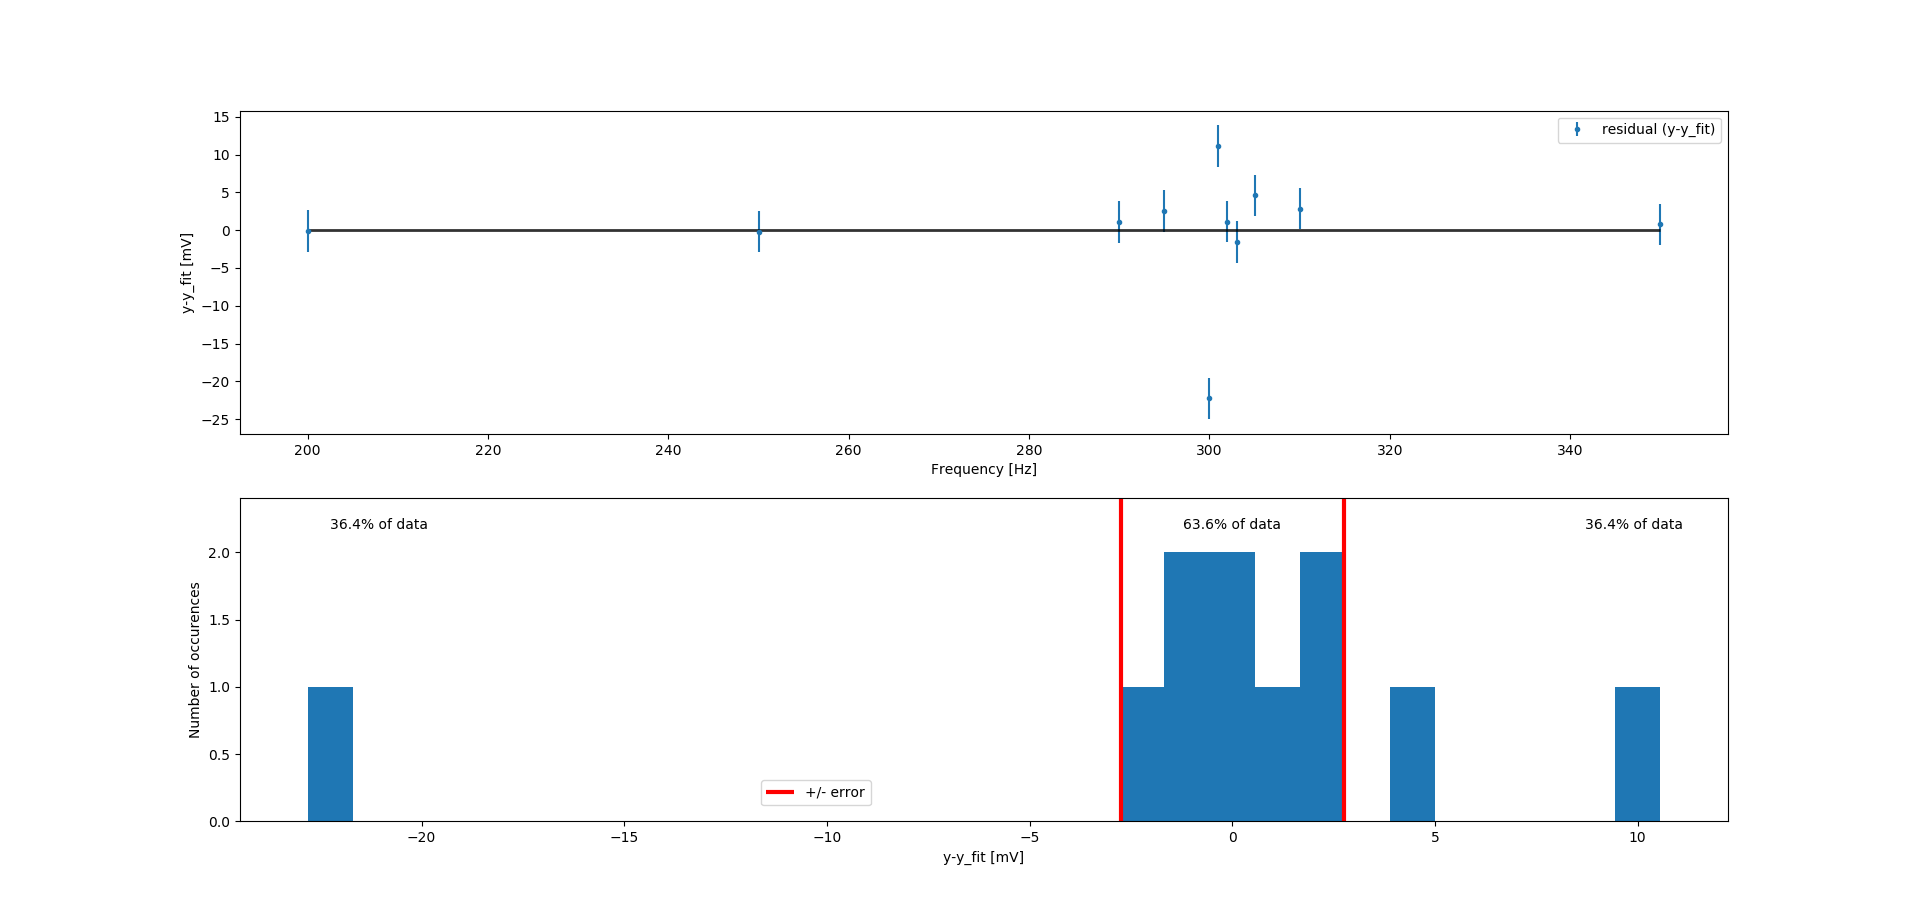 15
10
5
0
−5
−10
−15
−20
−25
y-y_fit [mV]
residual (y-y_fit)
200 220 240 260 280 300 320 340
Frequency [Hz]
36.4% of data 63.6% of data 36.4% of data
2.0
1.5
1.0
0.5
0.0
Number of occurences
+/- error
−20 −15 −10 −5 0 5 10
y-y_fit [mV]